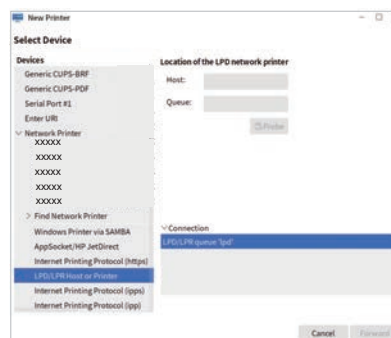 New Printer
Select Device
Devices
Generic CUPS-BRF
Generic CUPS-PDF
Serial Port #1
Enter URI
Network Printer
XXXXX
XXXXX
XXXXX
XXXXX
XXXXX
Find Network Printer
Windows Printer via SAMBA
AppSocket/HP JetDirect
Internet Printing Protocol (https)
LPD/LPR Host or Printer
Internet Printing Protocol (ipps)
Internet Printing Protocol (ipp)
Location of the LPD network printer
Host:
Queue:
Probe
Connection
LPD/LPR queue 'lpd'
Cancel
Forward